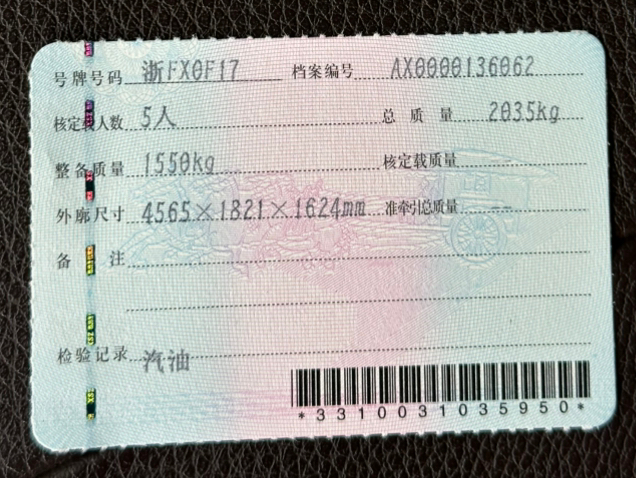 号牌号码 浙FX0F17 档案编号 AX0000136062
核定载人数 5人 总质量 2035kg
整备质量 1550kg 核定载质量
外廓尺寸 4565×1821×1624mm 准牵引总质量 --
备注
检验记录 汽油
*3310031035950*